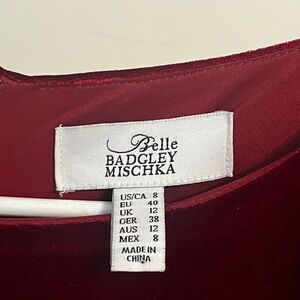 Belle
BADGLEY
MISCHKA
US/CA 8
EU 40
UK 12
GER 38
AUS 12
MEX 8
MADE IN
CHINA